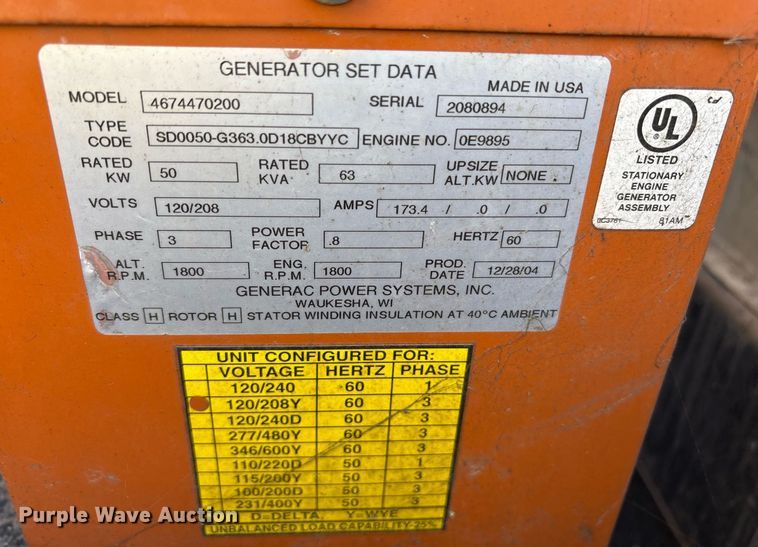 GENERATOR SET DATA
MADE IN USA
MODEL 4674470200 SERIAL 2080894
TYPE CODE SD0050-G363.0D18CBYYC ENGINE NO. 0E9895
RATED KW 50 RATED KVA 63 UPSIZE ALT.KW NONE
VOLTS 120/208 AMPS 173.4 / .0 / .0
PHASE 3 POWER FACTOR .8 HERTZ 60
ALT. R.P.M. 1800 ENG. R.P.M. 1800 PROD. DATE 12/28/04
GENERAC POWER SYSTEMS, INC.
WAUKESHA, WI
CLASS H ROTOR H STATOR WINDING INSULATION AT 40°C AMBIENT
UL
®
LISTED
STATIONARY
ENGINE
GENERATOR
ASSEMBLY
0C3761 81AM
UNIT CONFIGURED FOR:
VOLTAGE HERTZ PHASE
120/240 60 1
120/208Y 60 3
120/240D 60 3
277/480Y 60 3
346/600Y 60 3
110/220D 50 1
115/200Y 50 3
100/200D 50 3
231/400Y 50 3
D=DELTA, Y=WYE
UNBALANCED LOAD CAPABILITY 25%
Purple Wave Auction